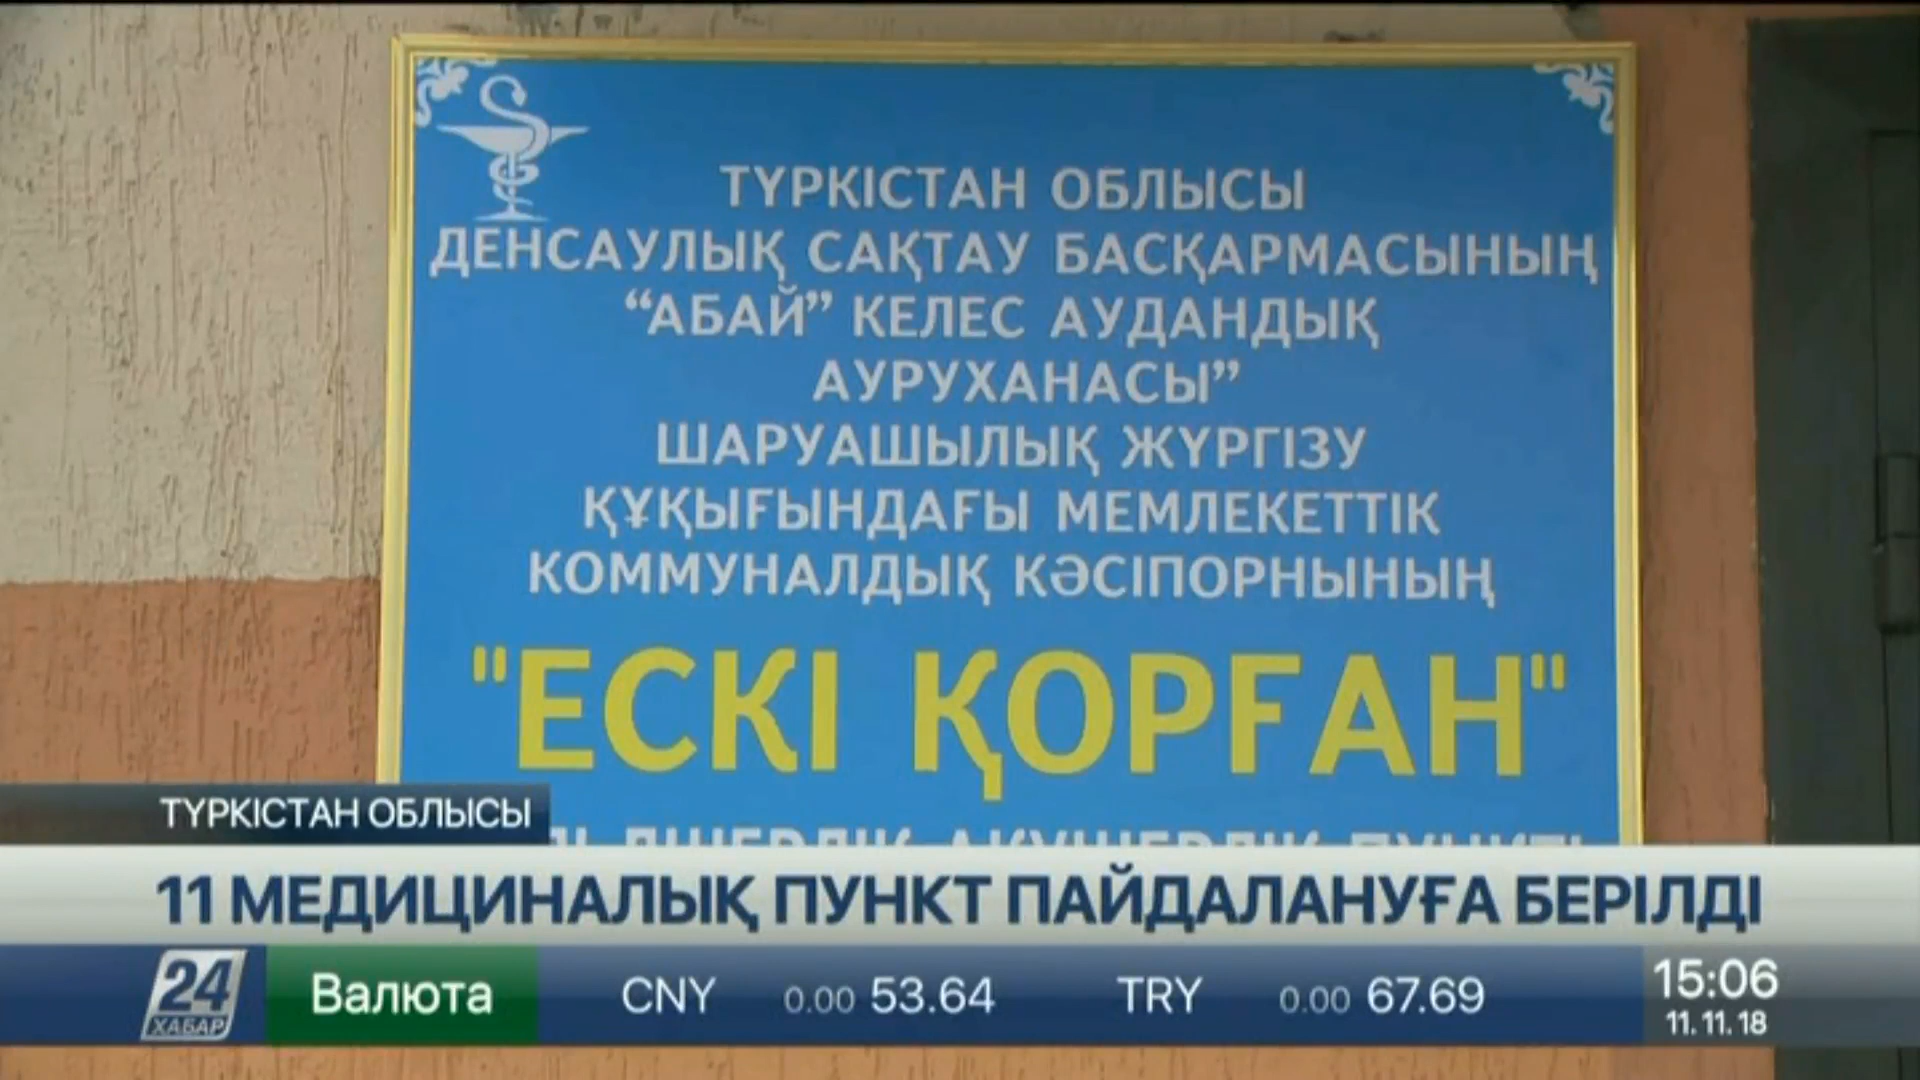 ТҮРКІСТАН ОБЛЫСЫ
ДЕНСАУЛЫҚ САҚТАУ БАСҚАРМАСЫНЫҢ
“АБАЙ” КЕЛЕС АУДАНДЫҚ
АУРУХАНАСЫ”
ШАРУАШЫЛЫҚ ЖҮРГІЗУ
ҚҰҚЫҒЫНДАҒЫ МЕМЛЕКЕТТІК
КОММУНАЛДЫҚ КӘСІПОРНЫНЫҢ
"ЕСКІ ҚОРҒАН"
АКУШЕРЛІК ПУНКТІ
ТҮРКІСТАН ОБЛЫСЫ
11 МЕДИЦИНАЛЫҚ ПУНКТ ПАЙДАЛАНУҒА БЕРІЛДІ
24 ХАБАР Валюта CNY 0.00 53.64 TRY 0.00 67.69 15:06
11.11.18